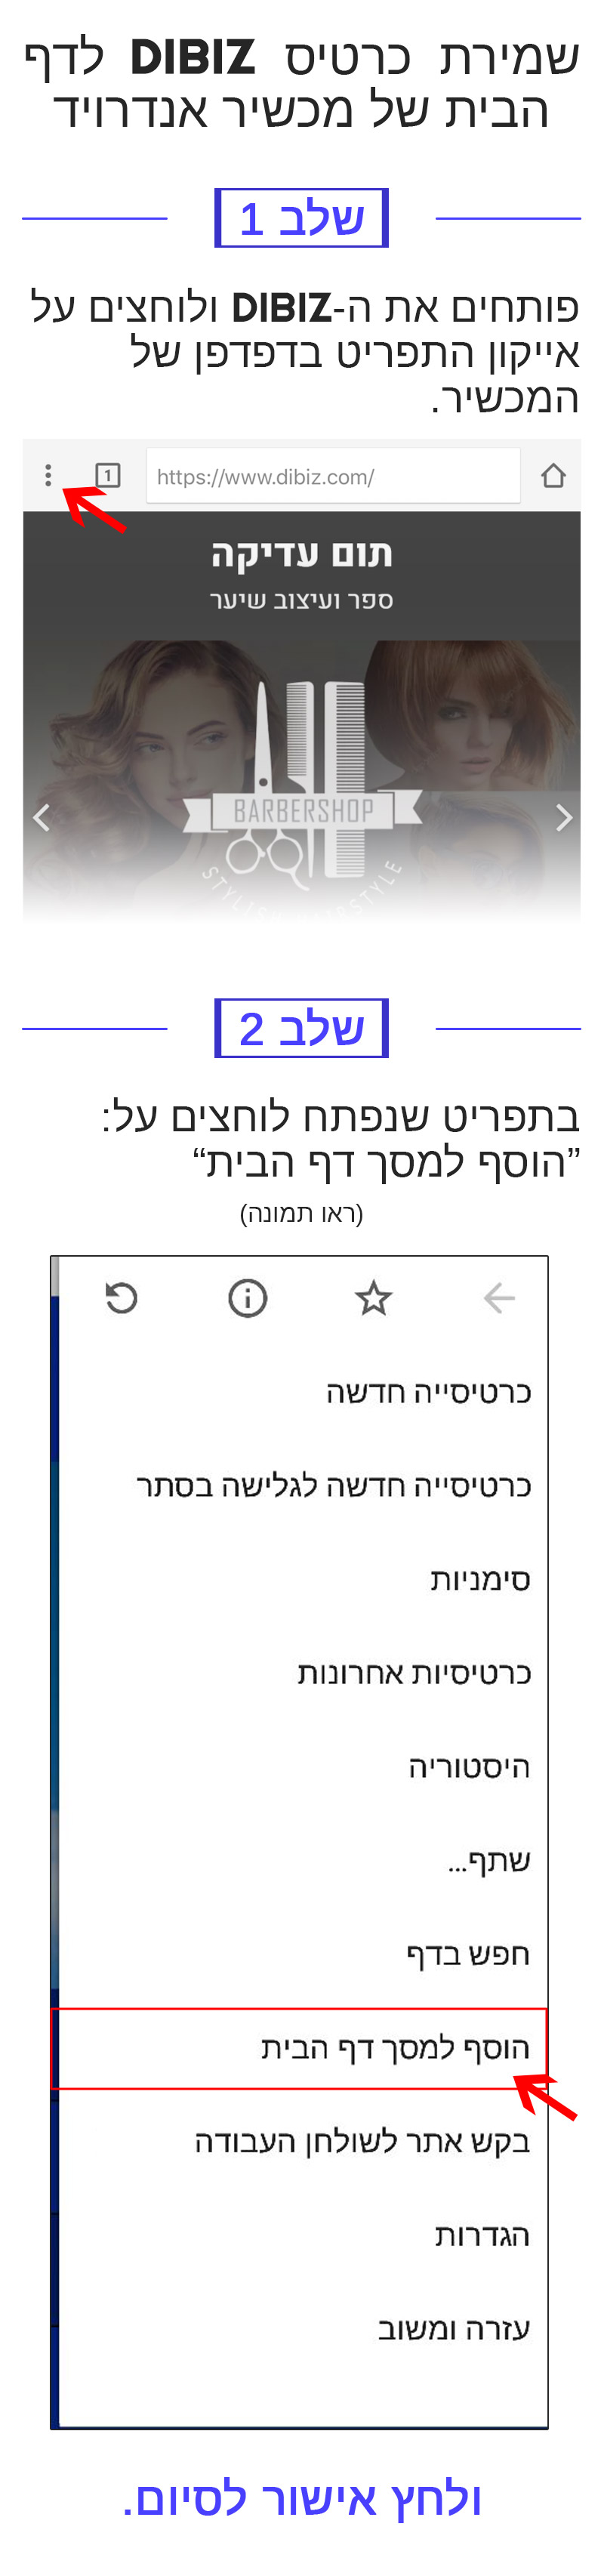 שמירת כרטיס DIBIZ לדף
הבית של מכשיר אנדרויד
שלב 1
פותחים את ה-DIBIZ ולוחצים על
אייקון התפריט בדפדפן של
המכשיר.
1
https://www.dibiz.com/
תום עדיקה
ספר ועיצוב שיער
BARBERSHOP
STYLISH HAIRSTYLE
שלב 2
בתפריט שנפתח לוחצים על:
”הוסף למסך דף הבית“
(ראו תמונה)
כרטיסייה חדשה
כרטיסייה חדשה לגלישה בסתר
סימניות
כרטיסיות אחרונות
היסטוריה
שתף...
חפש בדף
הוסף למסך דף הבית
בקש אתר לשולחן העבודה
הגדרות
עזרה ומשוב
ולחץ אישור לסיום.